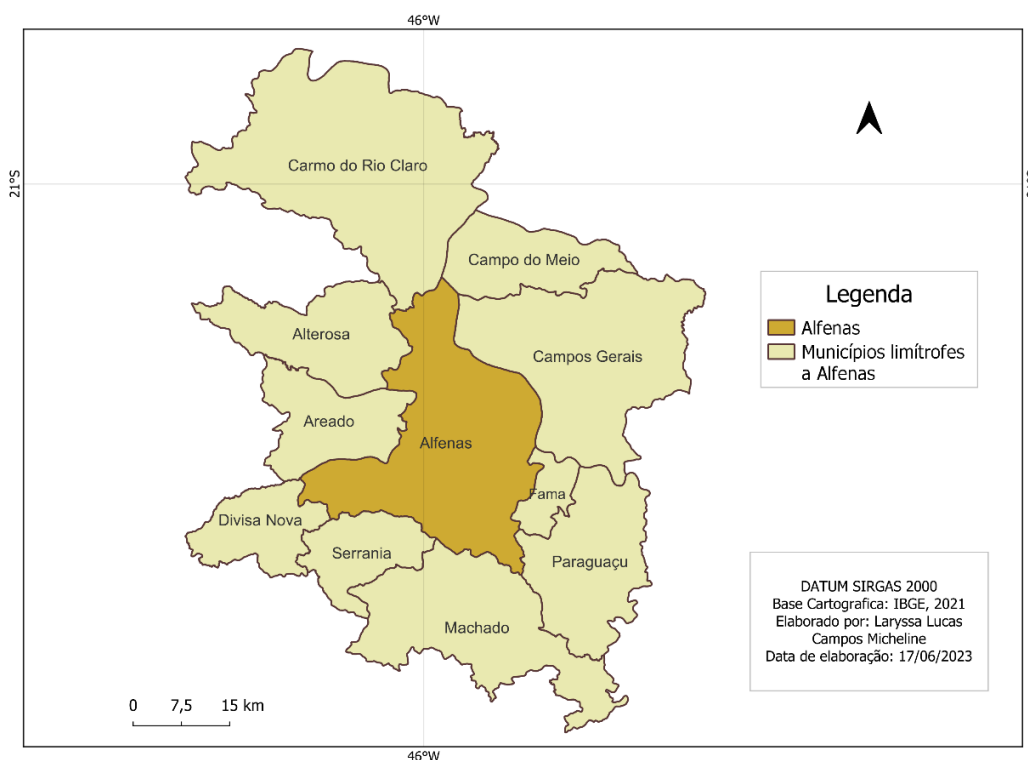 46°W
21°S
Carmo do Rio Claro
Campo do Meio
Alterosa
Campos Gerais
Areado
Alfenas
Fama
Divisa Nova
Serrania
Paraguaçu
Machado
Legenda
Alfenas
Municípios limítrofes
a Alfenas
DATUM SIRGAS 2000
Base Cartografica: IBGE, 2021
Elaborado por: Laryssa Lucas
Campos Micheline
Data de elaboração: 17/06/2023
0 7,5 15 km
46°W